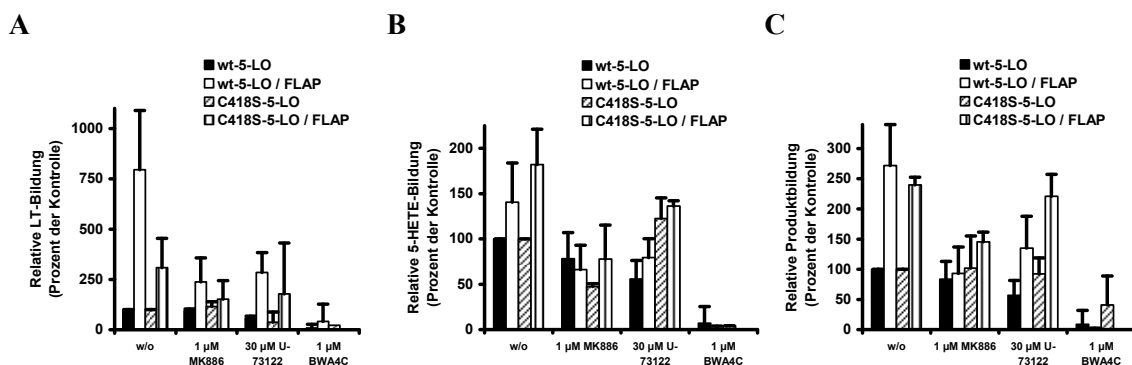 A
B
C
wt-5-LO
wt-5-LO / FLAP
C418S-5-LO
C418S-5-LO / FLAP
Relative LT-Bildung
(Prozent der Kontrolle)
1000
750
500
250
0
w/o
1 µM
MK886
30 µM U-
73122
1 µM
BWA4C
wt-5-LO
wt-5-LO / FLAP
C418S-5-LO
C418S-5-LO / FLAP
Relative 5-HETE-Bildung
(Prozent der Kontrolle)
200
150
100
50
0
w/o
1 µM MK886
30 µM U-
73122
1 µM
BWA4C
wt-5-LO
wt-5-LO / FLAP
C418S-5-LO
C418S-5-LO / FLAP
Relative Produktbildung
(Prozent der Kontrolle)
300
250
200
150
100
50
0
w/o
1 µM MK886
30 µM U-
73122
1 µM
BWA4C